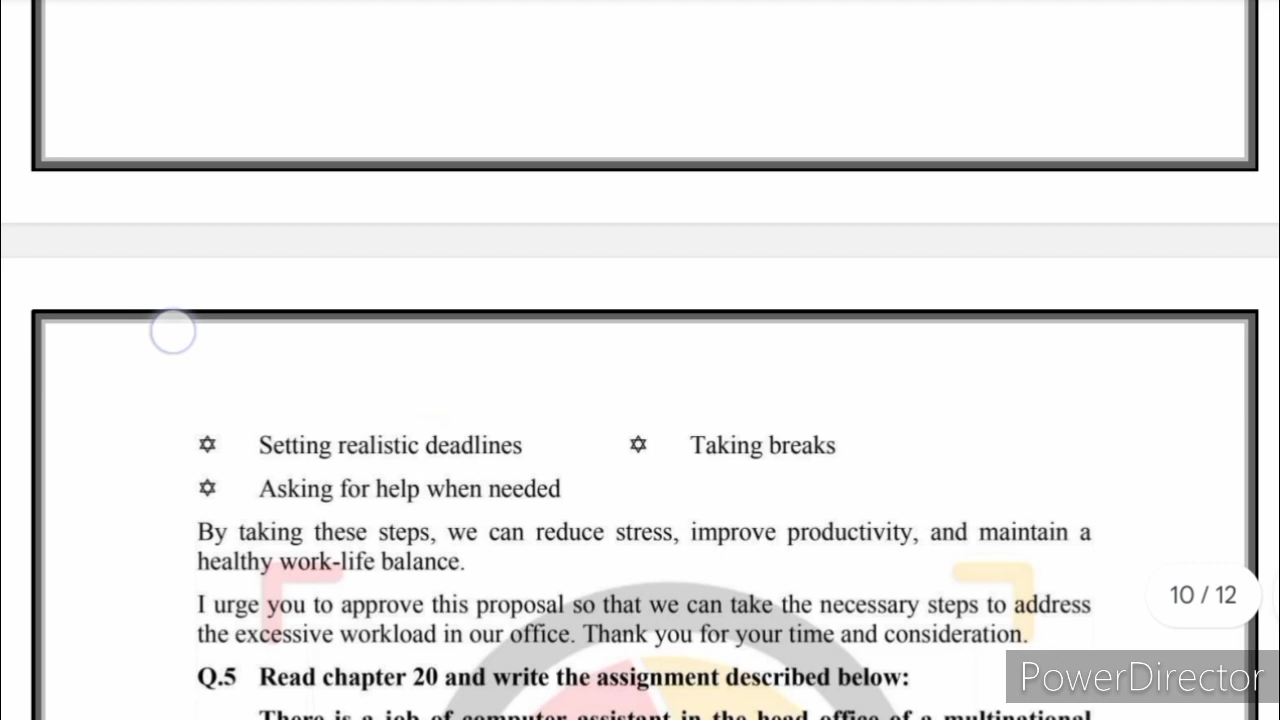 ✡ Setting realistic deadlines ✡ Taking breaks
✡ Asking for help when needed
By taking these steps, we can reduce stress, improve productivity, and maintain a
healthy work-life balance.
I urge you to approve this proposal so that we can take the necessary steps to address
the excessive workload in our office. Thank you for your time and consideration.
10 / 12
Q.5 Read chapter 20 and write the assignment described below:
PowerDirector
There is a job of computer assistant in the head office of a multinational